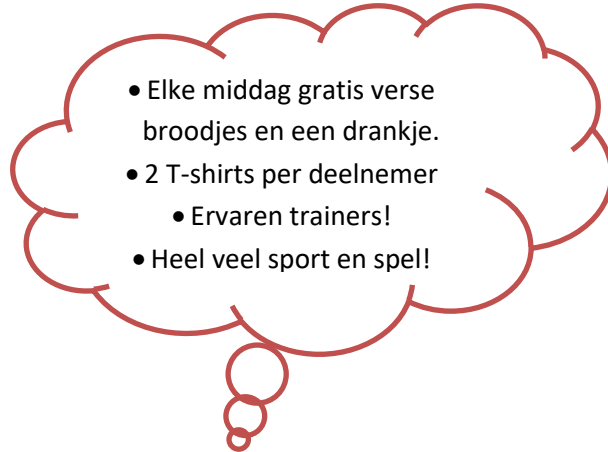 • Elke middag gratis verse
broodjes en een drankje.
• 2 T-shirts per deelnemer
• Ervaren trainers!
• Heel veel sport en spel!